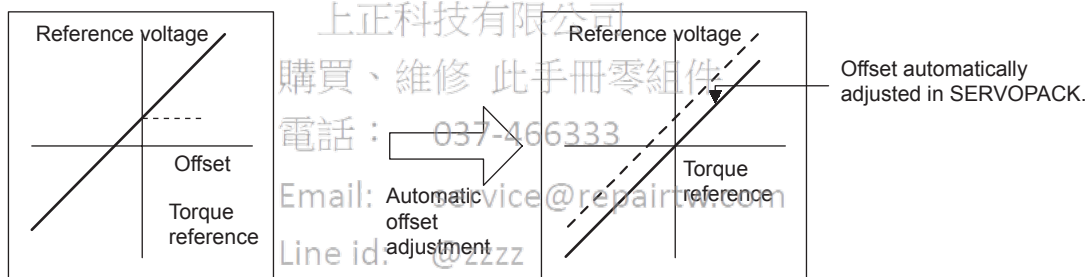 上正科技有限公司
Reference voltage
Reference voltage
購買、維修 此手冊零組件
Offset automatically
adjusted in SERVOPACK.
電話： 037-466333
Offset
Torque
reference
Torque
reference
Email: service@repairtw.com
Automatic
offset
adjustment
Line id: @zzzz